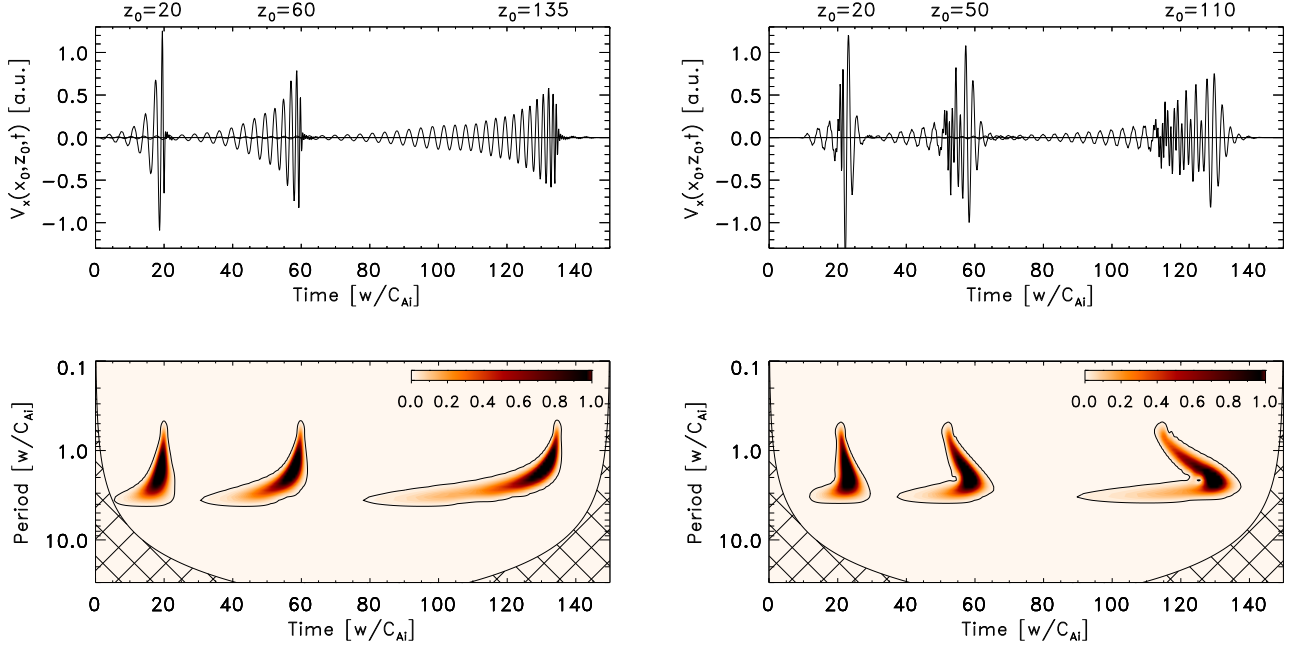 z₀=20 z₀=60 z₀=135
V_x(x₀,z₀,t) [a.u.]
1.0
0.5
0.0
−0.5
−1.0
0 20 40 60 80 100 120 140
Time [w/C_Ai]
z₀=20 z₀=50 z₀=110
V_x(x₀,z₀,t) [a.u.]
1.0
0.5
0.0
−0.5
−1.0
0 20 40 60 80 100 120 140
Time [w/C_Ai]
Period [w/C_Ai]
0.1
1.0
10.0
0.0 0.2 0.4 0.6 0.8 1.0
0 20 40 60 80 100 120 140
Time [w/C_Ai]
Period [w/C_Ai]
0.1
1.0
10.0
0.0 0.2 0.4 0.6 0.8 1.0
0 20 40 60 80 100 120 140
Time [w/C_Ai]